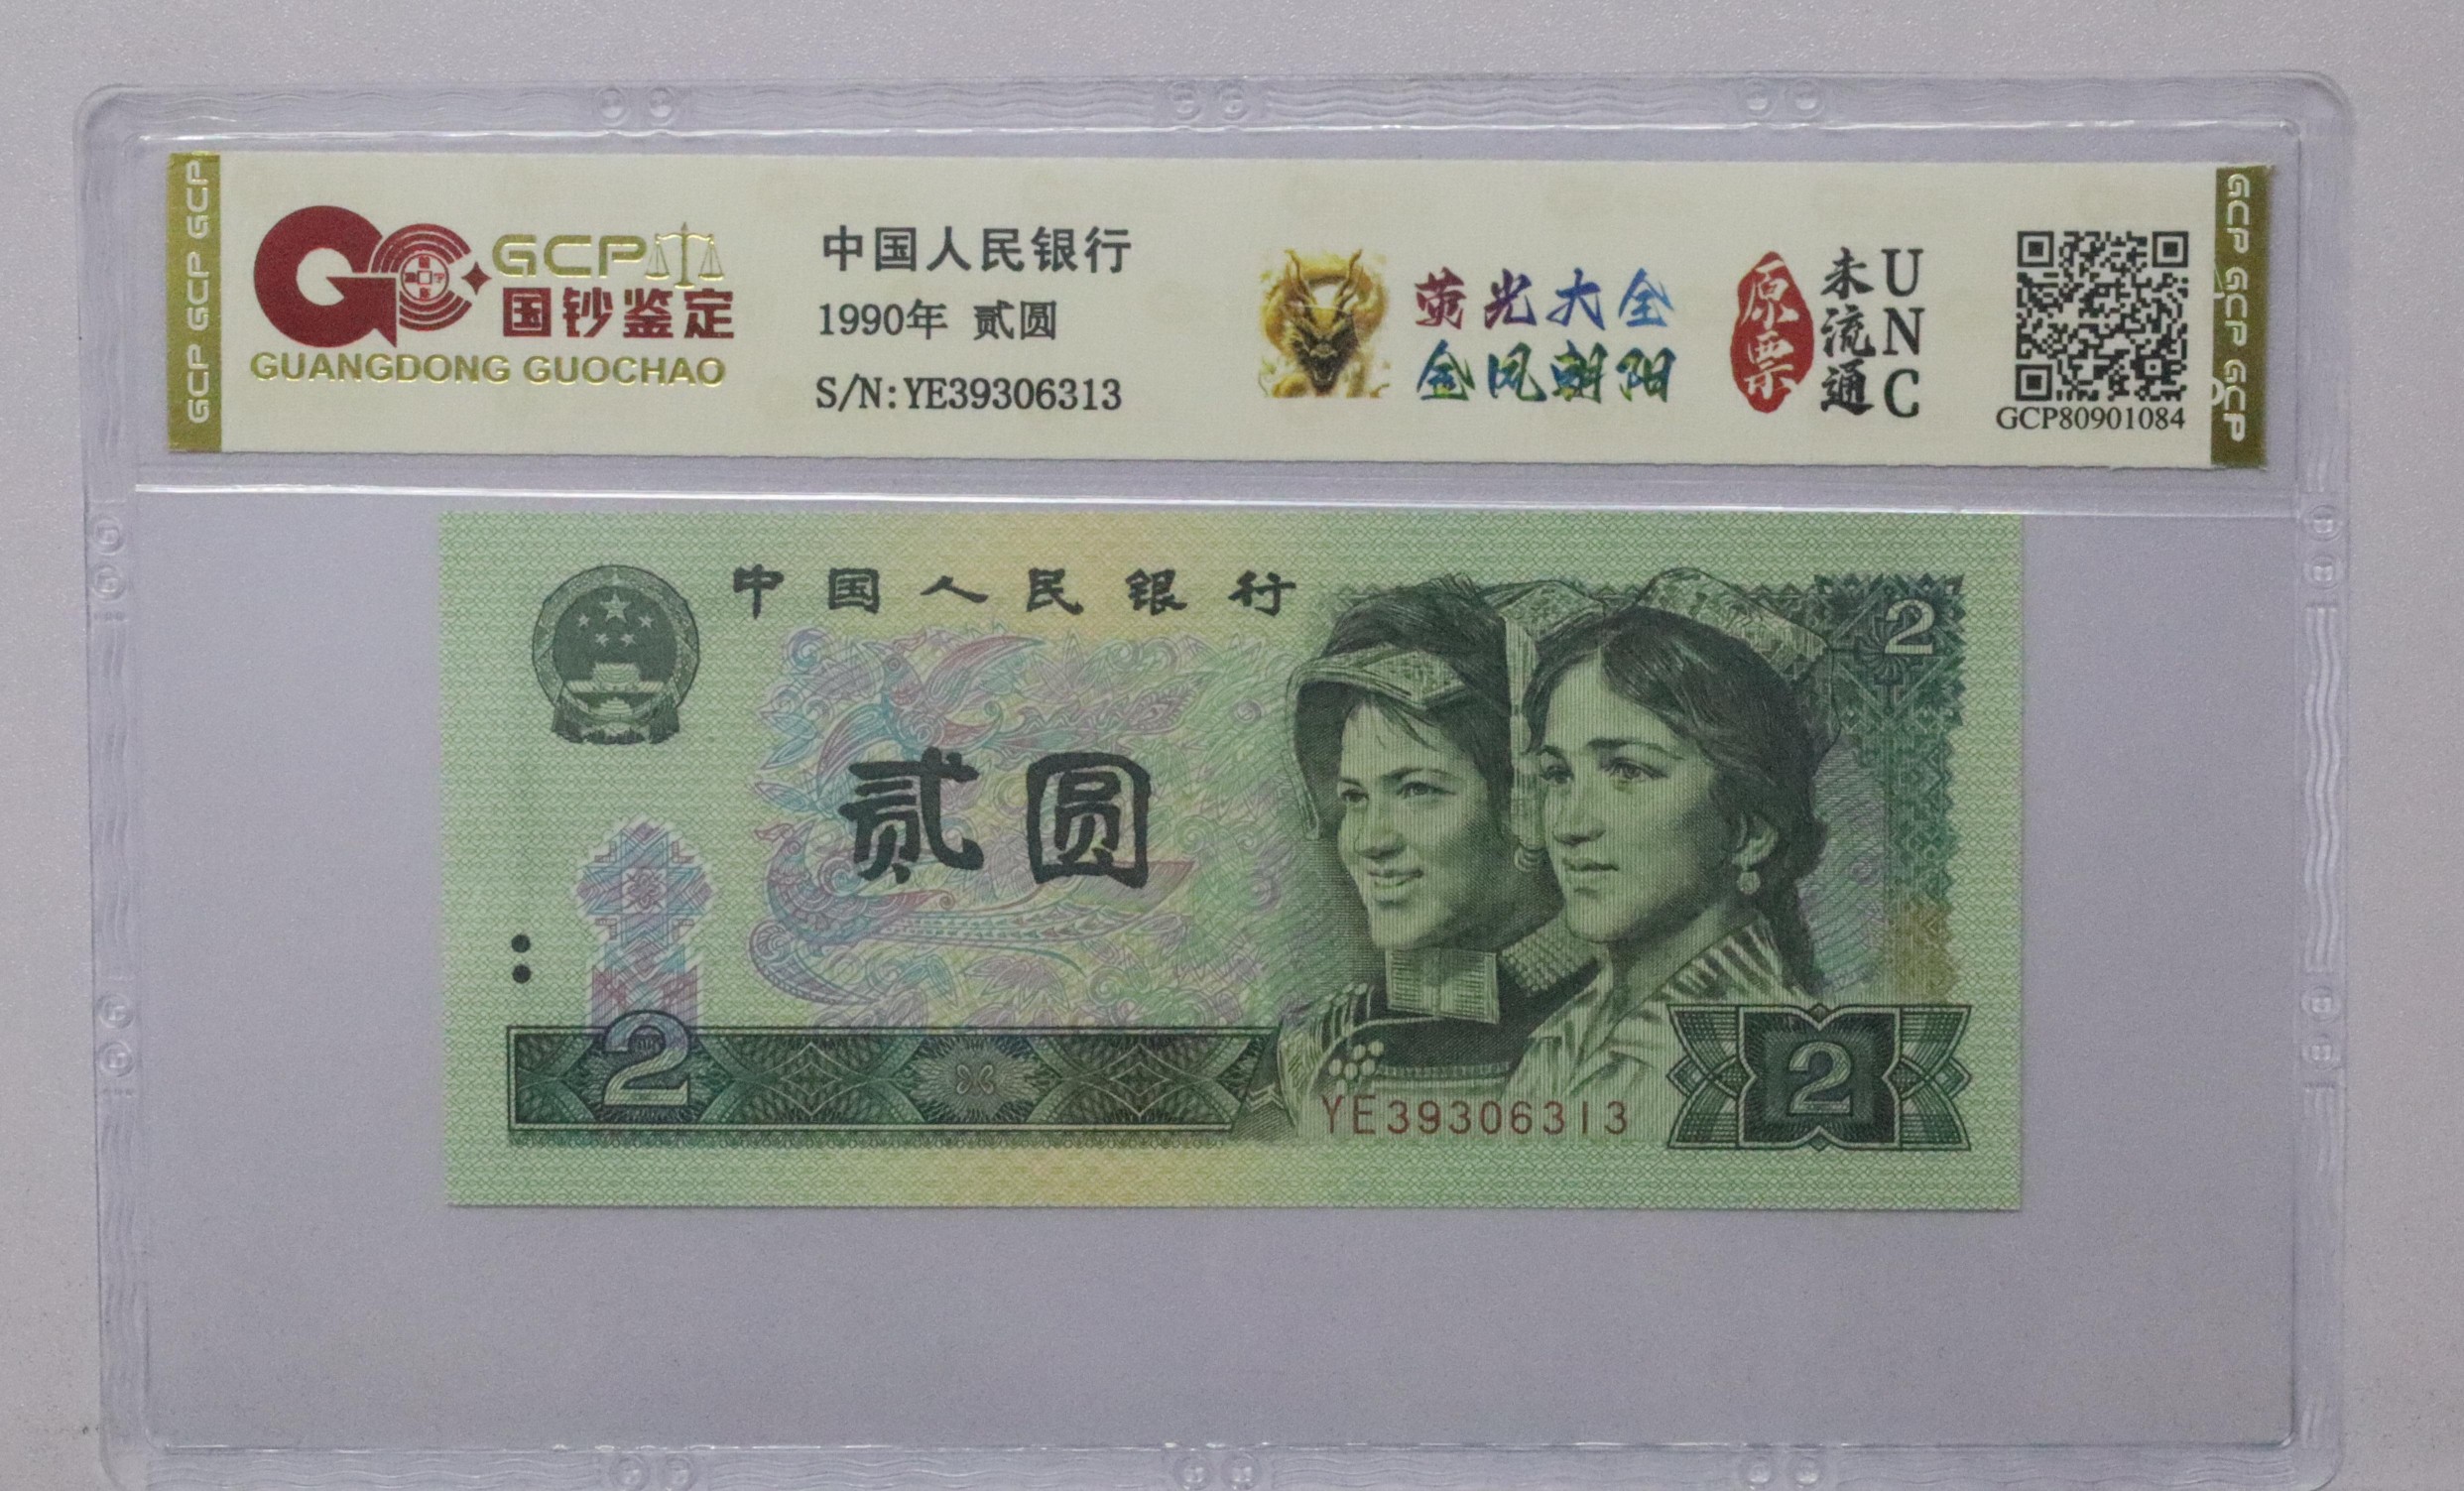 GCP GCP GCP
GCP
国钞鉴定
GUANGDONG GUOCHAO
中国人民银行
1990年 贰圆
S/N:YE39306313
荧光大全
金凤朝阳
原票
未流通
UNC
GCP80901084
GCP GCP GCP
中国人民银行
2
贰圆
2
YE39306313
2